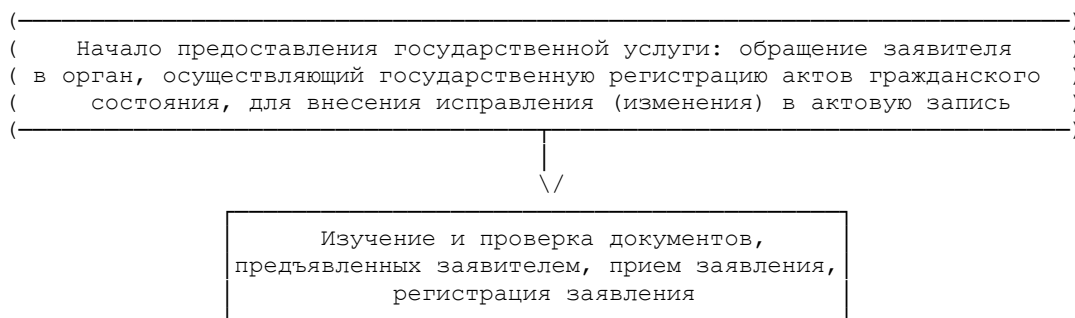 Начало предоставления государственной услуги: обращение заявителя
в орган, осуществляющий государственную регистрацию актов гражданского
состояния, для внесения исправления (изменения) в актовую запись
Изучение и проверка документов,
предъявленных заявителем, прием заявления,
регистрация заявления